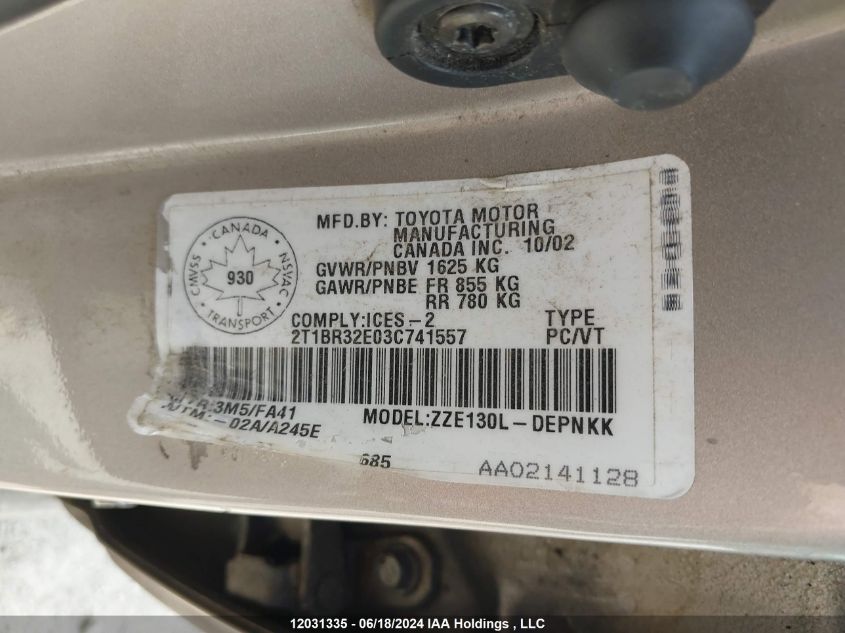 CANADA
CMVSS
NSVAC
930
TRANSPORT
MFD.BY: TOYOTA MOTOR
MANUFACTURING
CANADA INC. 10/02
GVWR/PNBV 1625 KG
GAWR/PNBE FR 855 KG
RR 780 KG
COMPLY:ICES-2 TYPE
2T1BR32E03C741557 PC/VT
3M5/FA41 MODEL:ZZE130L-DEPNKK
-02A/A245E
685 AA02141128
12031335 - 06/18/2024 IAA Holdings , LLC